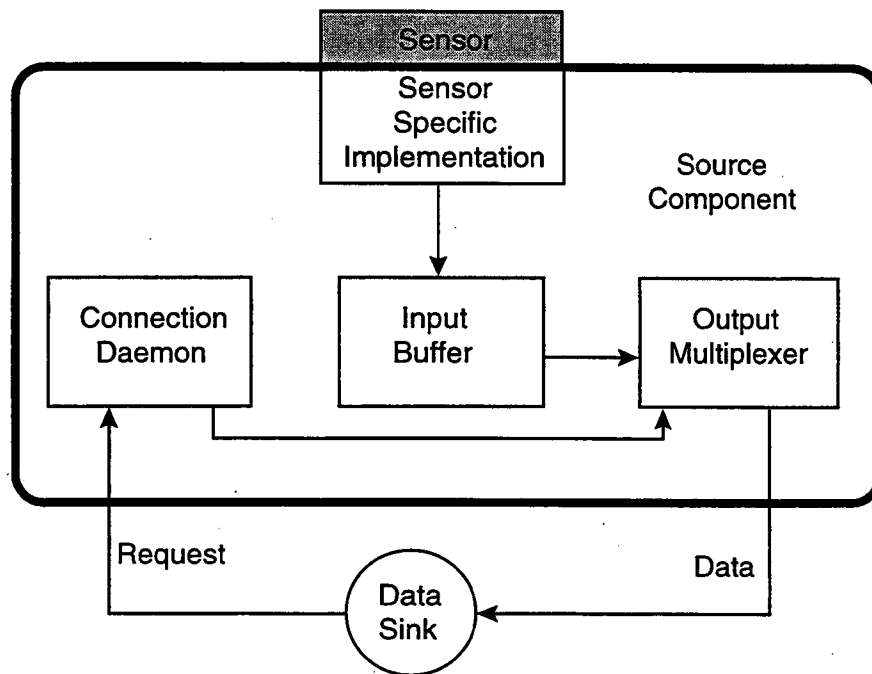 Sensor
Sensor
Specific
Implementation
Source
Component
Connection
Daemon
Input
Buffer
Output
Multiplexer
Request
Data
Data
Sink